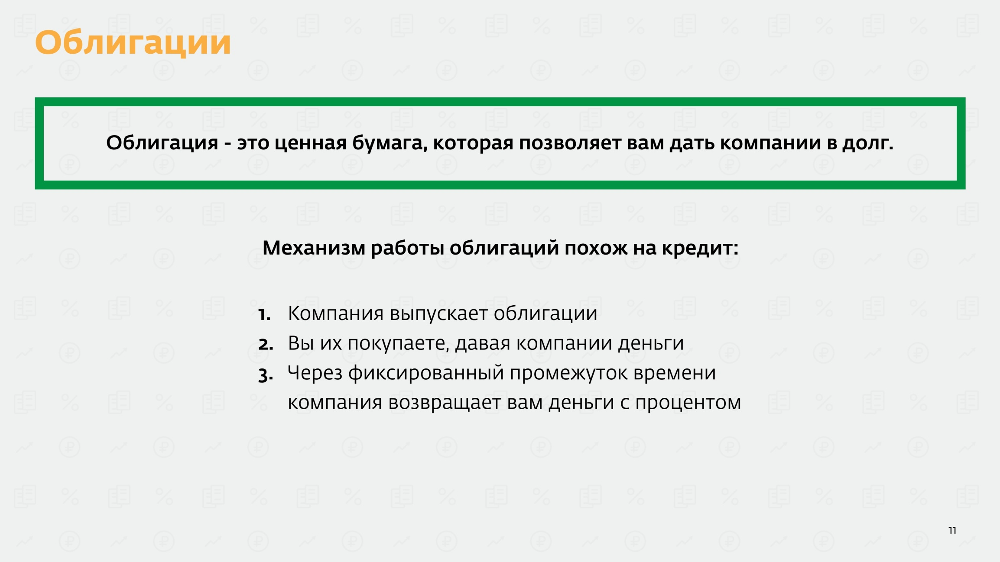 Облигации
Облигация - это ценная бумага, которая позволяет вам дать компании в долг.
Механизм работы облигаций похож на кредит:
1. Компания выпускает облигации
2. Вы их покупаете, давая компании деньги
3. Через фиксированный промежуток времени
компания возвращает вам деньги с процентом
11